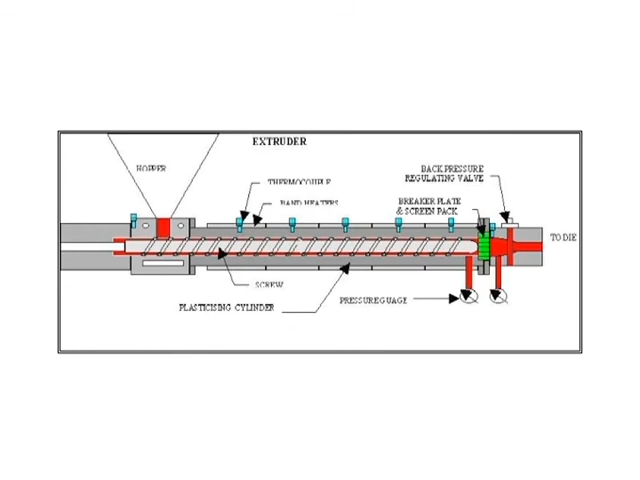 EXTRUDER
HOPPER
BACK PRESSURE
REGULATING VALVE
THERMOCOUPLE
BAND HEATERS
BREAKER PLATE
& SCREEN PACK
TO DIE
SCREW
PLASTICISING CYLINDER
PRESSURE GUAGE